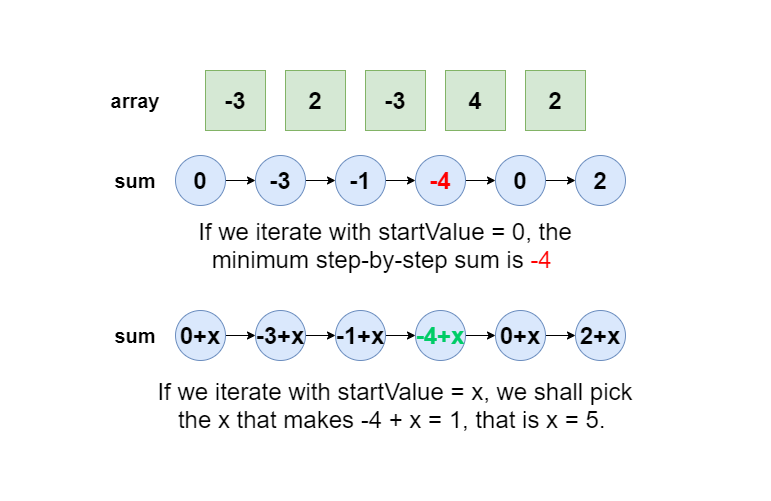 array -3 2 -3 4 2
sum 0 -3 -1 -4 0 2
If we iterate with startValue = 0, the
minimum step-by-step sum is -4
sum 0+x -3+x -1+x -4+x 0+x 2+x
If we iterate with startValue = x, we shall pick
the x that makes -4 + x = 1, that is x = 5.